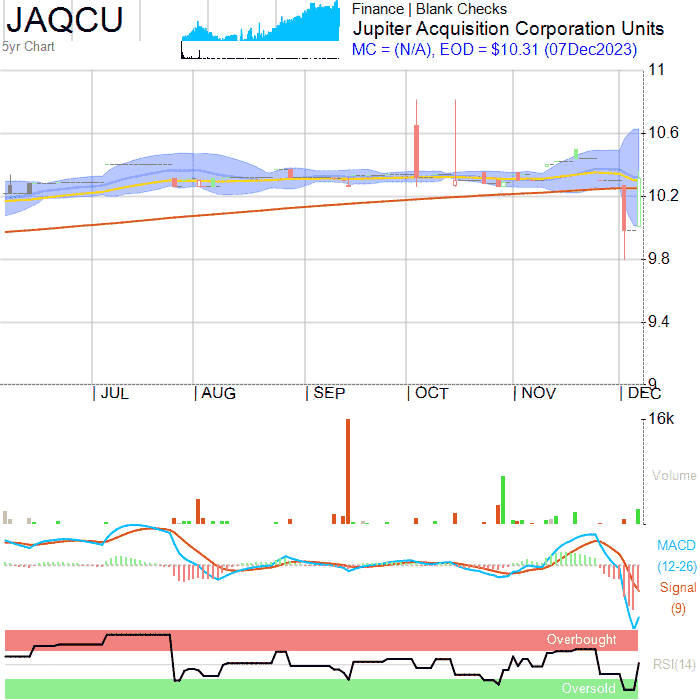 JAQCU
5yr Chart
Finance | Blank Checks
Jupiter Acquisition Corporation Units
MC = (N/A), EOD = $10.31 (07Dec2023)
11
10.6
10.2
9.8
9.4
9
JUL AUG SEP OCT NOV DEC
16k
Volume
MACD
(12-26)
Signal
(9)
Overbought
RSI(14)
Oversold